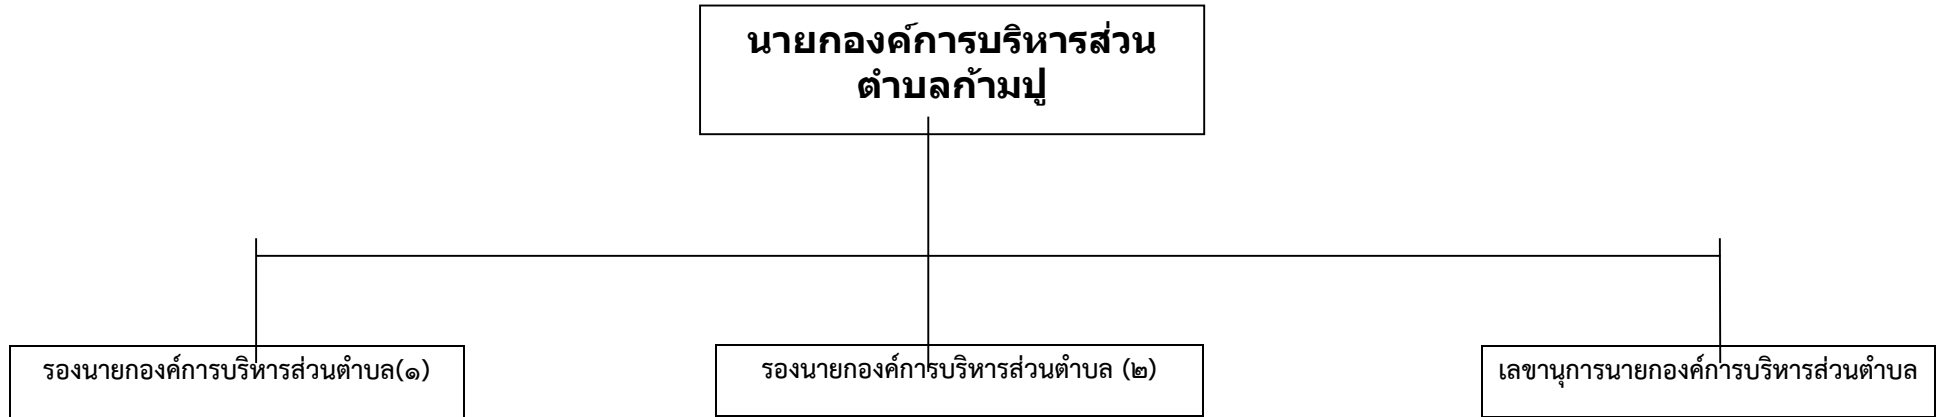 นายกองค์การบริหารส่วน
ตำบลก้ามปู
รองนายกองค์การบริหารส่วนตำบล(๑)
รองนายกองค์การบริหารส่วนตำบล (๒)
เลขานุการนายกองค์การบริหารส่วนตำบล